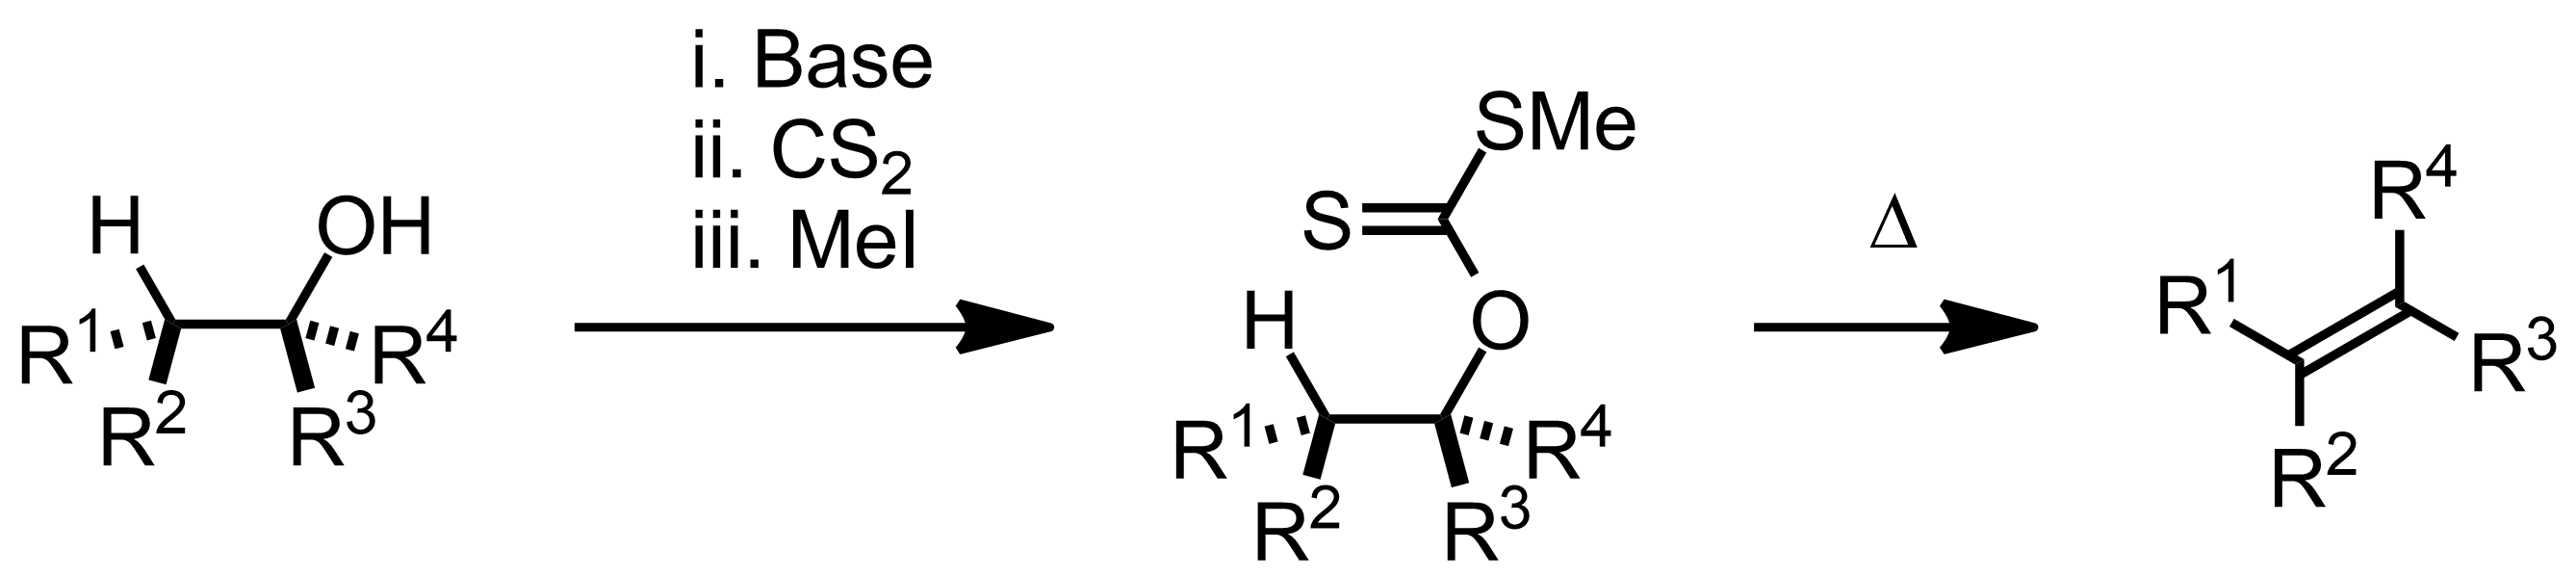 i. Base
ii. CS₂
iii. MeI
H OH
R¹ R⁴
R² R³
SMe
S
H O
R¹ R⁴
R² R³
Δ
R⁴
R¹
R³
R²